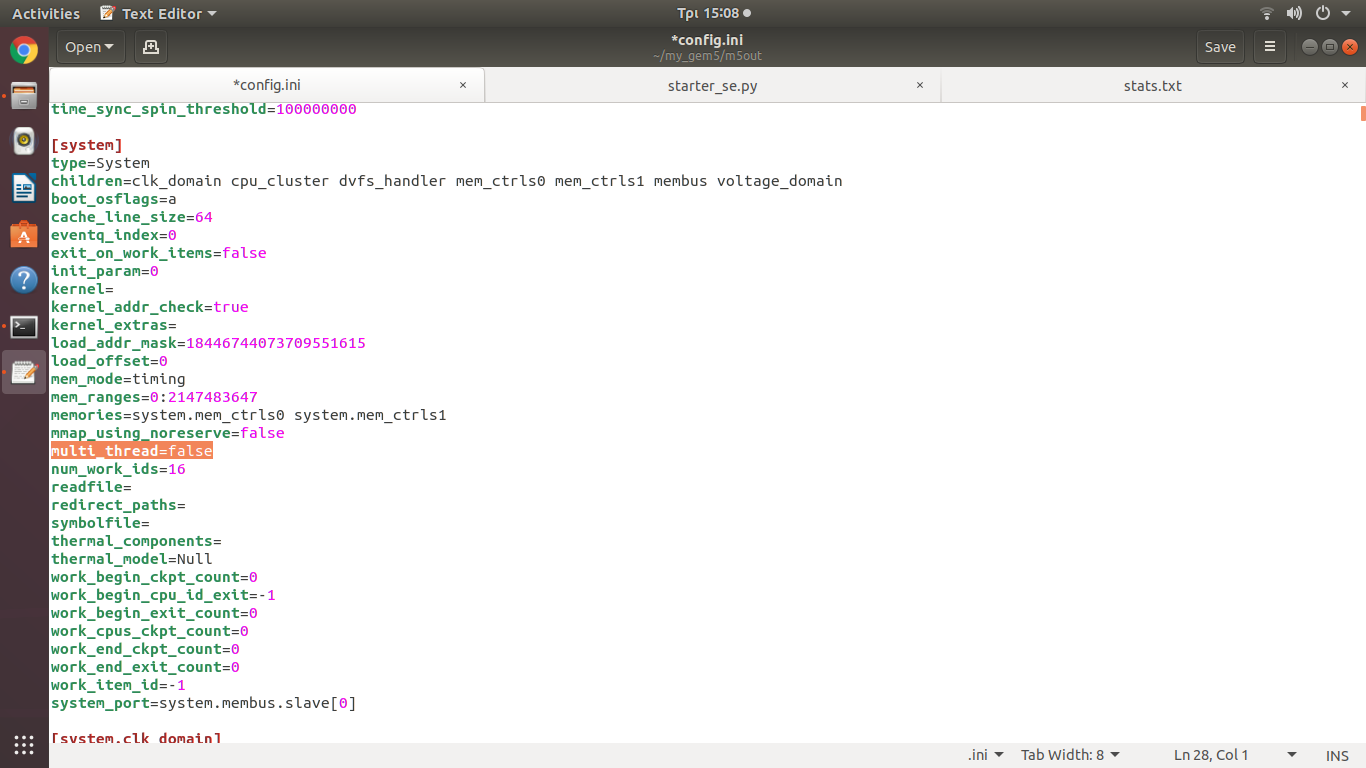 Activities Text Editor Τρι 15:08
Open *config.ini Save
~/my_gem5/m5out
*config.ini × starter_se.py × stats.txt ×
time_sync_spin_threshold=100000000
[system]
type=System
children=clk_domain cpu_cluster dvfs_handler mem_ctrls0 mem_ctrls1 membus voltage_domain
boot_osflags=a
cache_line_size=64
eventq_index=0
exit_on_work_items=false
init_param=0
kernel=
kernel_addr_check=true
kernel_extras=
load_addr_mask=18446744073709551615
load_offset=0
mem_mode=timing
mem_ranges=0:2147483647
memories=system.mem_ctrls0 system.mem_ctrls1
mmap_using_noreserve=false
multi_thread=false
num_work_ids=16
readfile=
redirect_paths=
symbolfile=
thermal_components=
thermal_model=Null
work_begin_ckpt_count=0
work_begin_cpu_id_exit=-1
work_begin_exit_count=0
work_cpus_ckpt_count=0
work_end_ckpt_count=0
work_end_exit_count=0
work_item_id=-1
system_port=system.membus.slave[0]
[system.clk_domain]
.ini Tab Width: 8 Ln 28, Col 1 INS